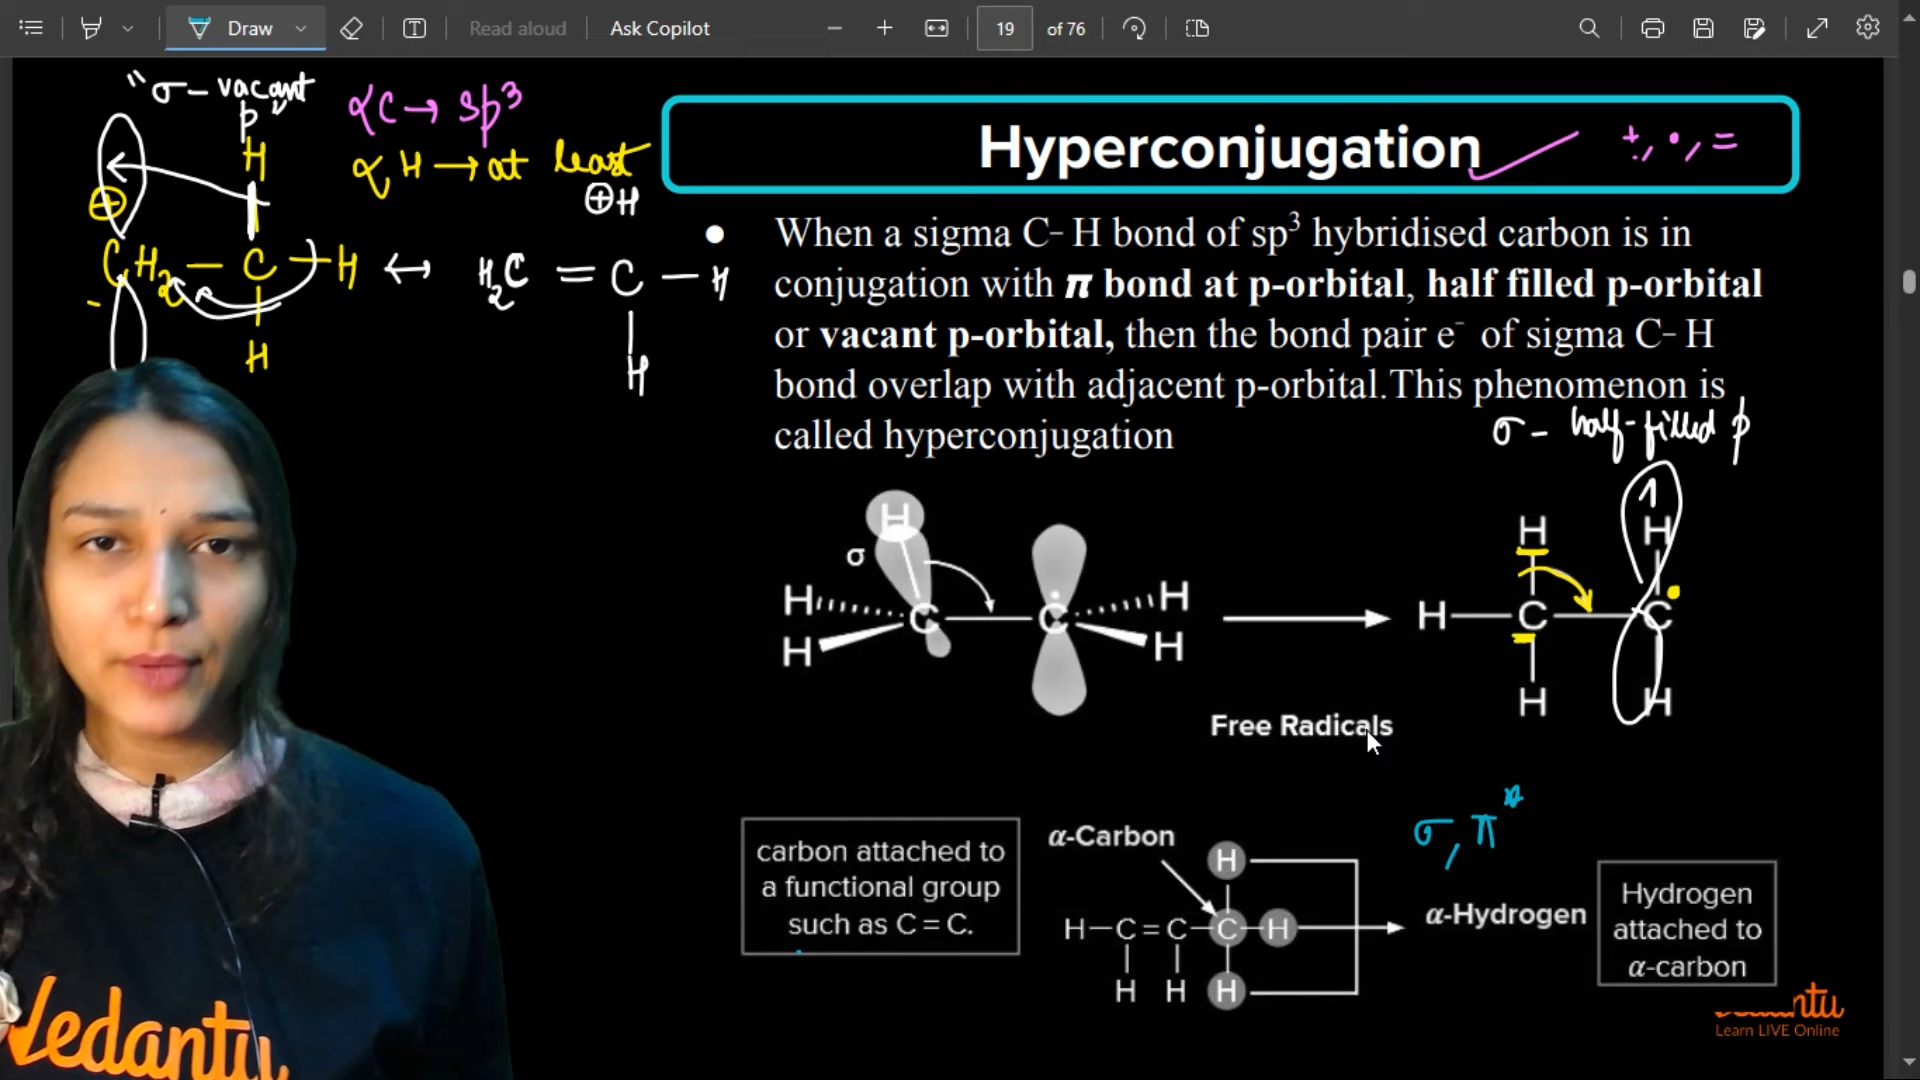 Draw
Read aloud
Ask Copilot
19
of 76
"σ – vacant
p"
αC → sp³
αH → at least
H
⊕
CH₂ – C – H ↔ H₂C = C – H
H
⊕H
H
Hyperconjugation
±, •, =
• When a sigma C– H bond of sp³ hybridised carbon is in
conjugation with π bond at p-orbital, half filled p-orbital
or vacant p-orbital, then the bond pair e⁻ of sigma C– H
bond overlap with adjacent p-orbital.This phenomenon is
called hyperconjugation
σ – half-filled p
H
σ
H
H
C
C
H
H
H
H
H
C
C
H
H
Free Radicals
σ, π*
carbon attached to
a functional group
such as C = C.
α-Carbon
H
H–C=C–C–H
H H H
α-Hydrogen
Hydrogen
attached to
α-carbon
Vedantu
Learn LIVE Online